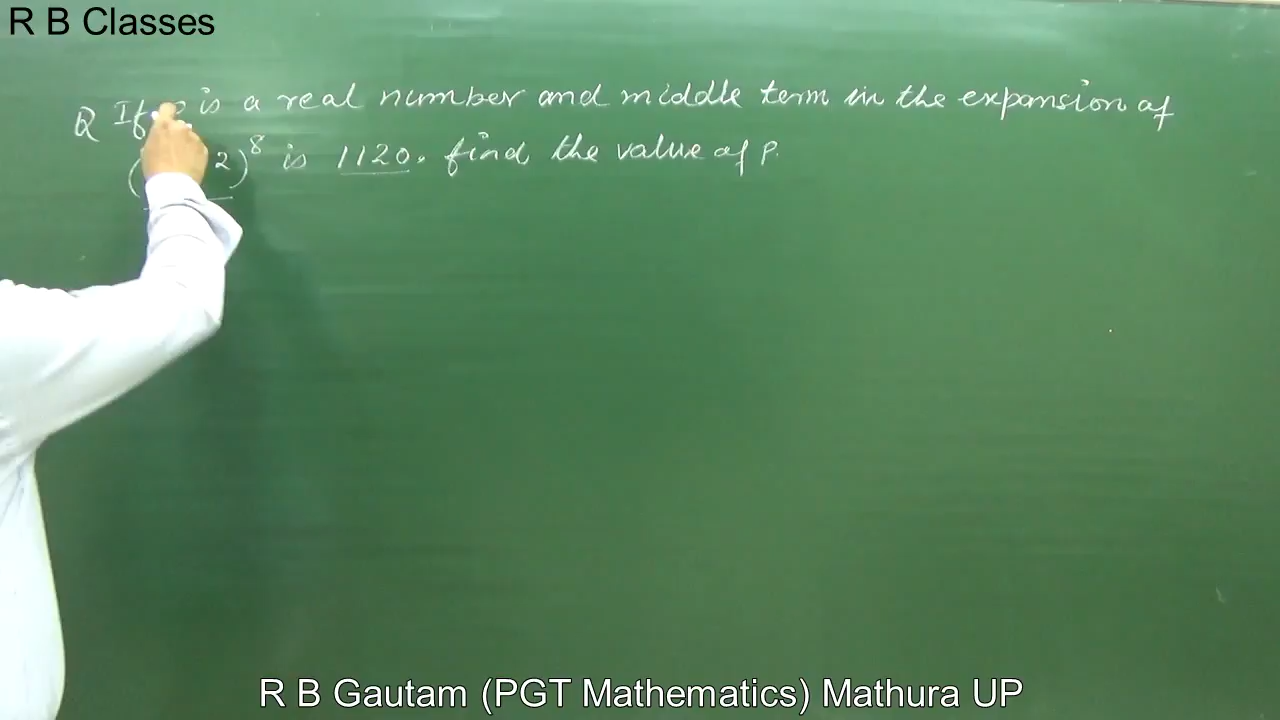 R B Classes
Q If p is a real number and middle term in the expansion of
( 2)⁸ is 1120. find the value of P.
R B Gautam (PGT Mathematics) Mathura UP